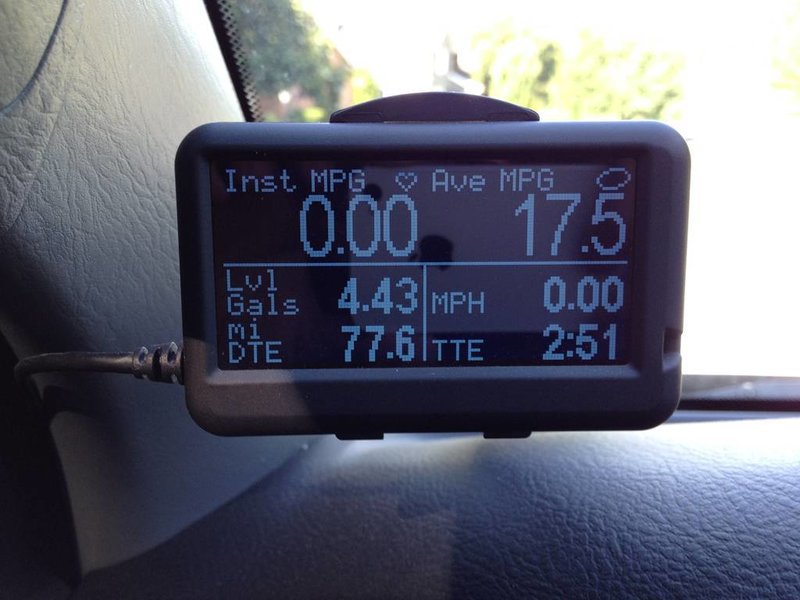 Inst MPG Ave MPG
0.00 17.5
Lvl
Gals 4.43 MPH 0.00
mi
DTE 77.6 TTE 2:51